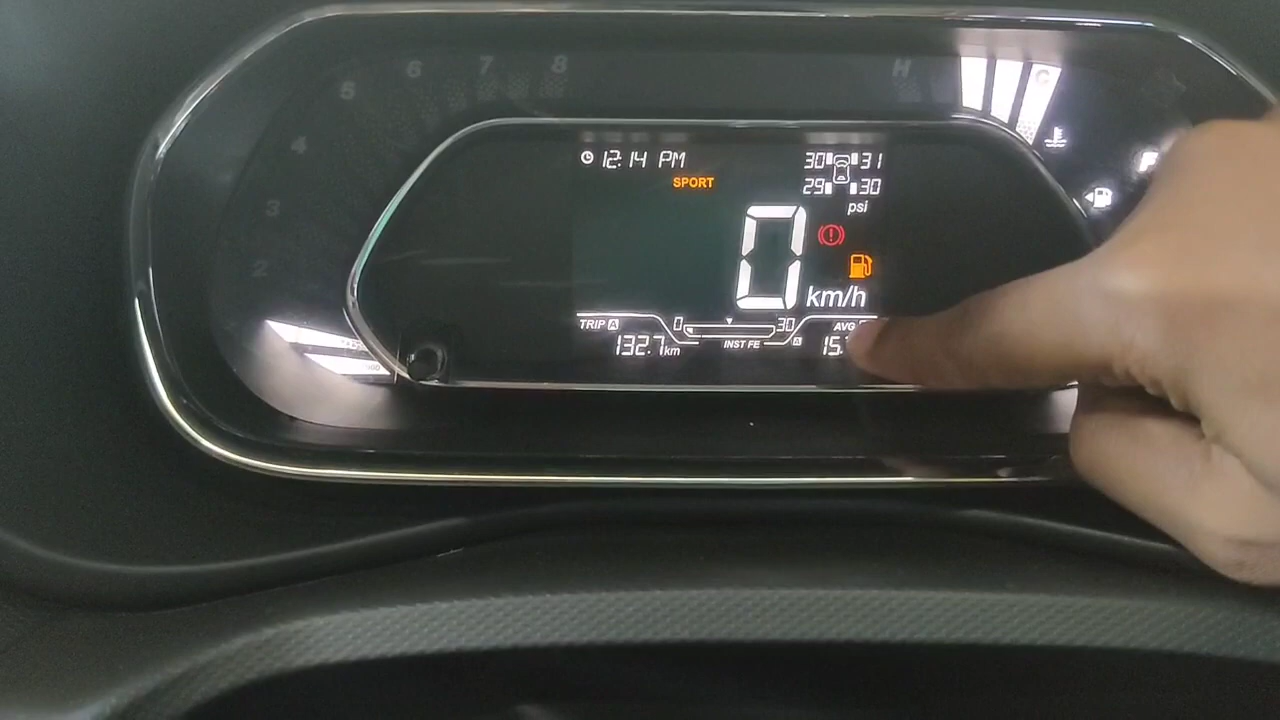 5 6 7 8
H
C
4
3
2
12:14 PM
SPORT
30 31
29 30
psi
0
km/h
TRIP A
0 30
AVG
132.7 km
INST FE
A
15.